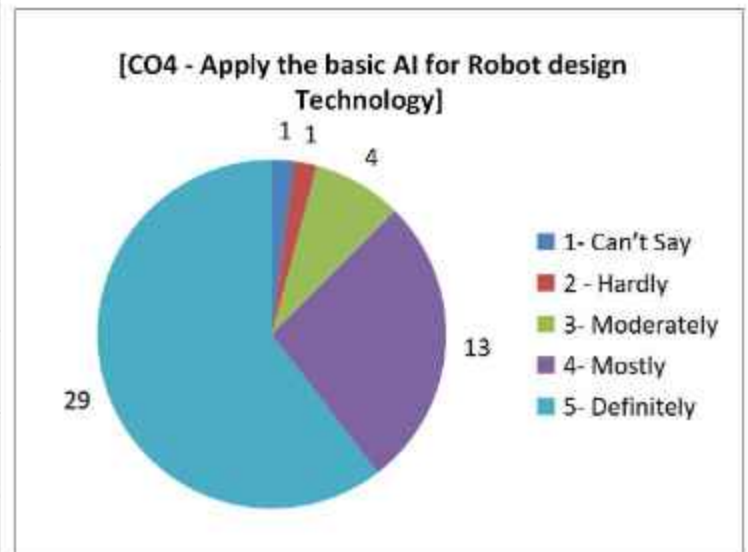 [CO4 - Apply the basic AI for Robot design
Technology]
1 1
4
13
29
1- Can't Say
2 - Hardly
3- Moderately
4- Mostly
5- Definitely